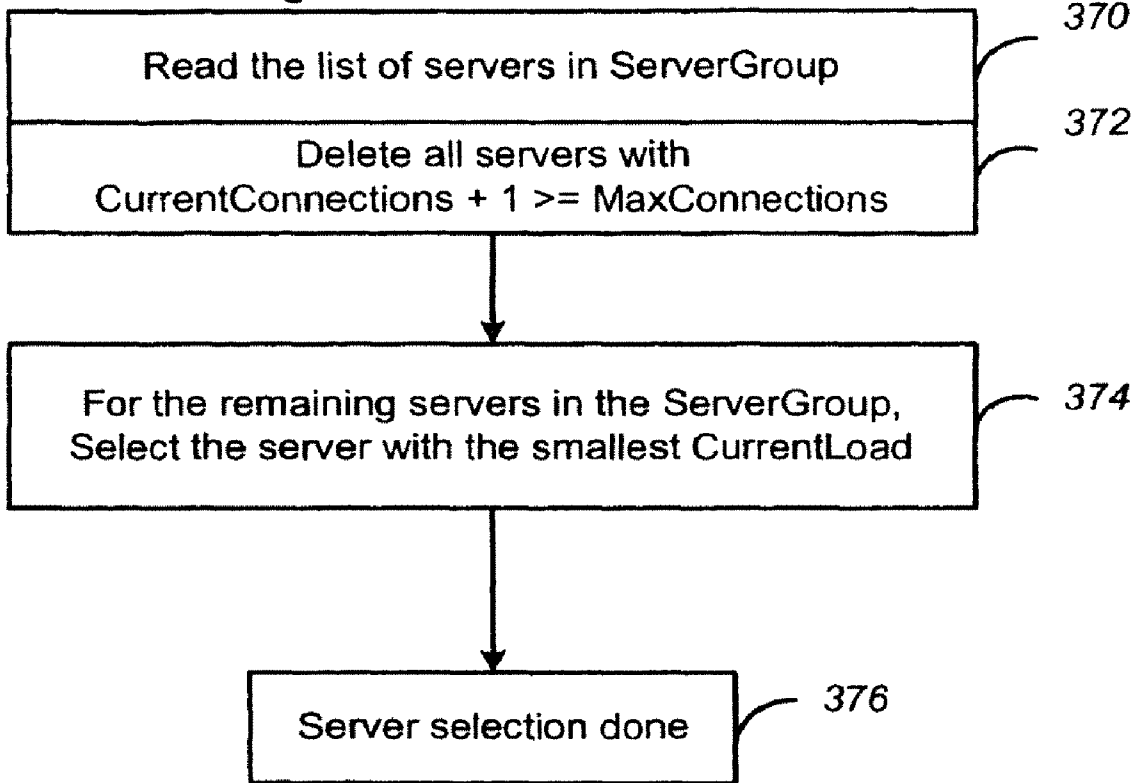 370
Read the list of servers in ServerGroup
372
Delete all servers with
CurrentConnections + 1 >= MaxConnections
For the remaining servers in the ServerGroup,
374
Select the server with the smallest CurrentLoad
376
Server selection done